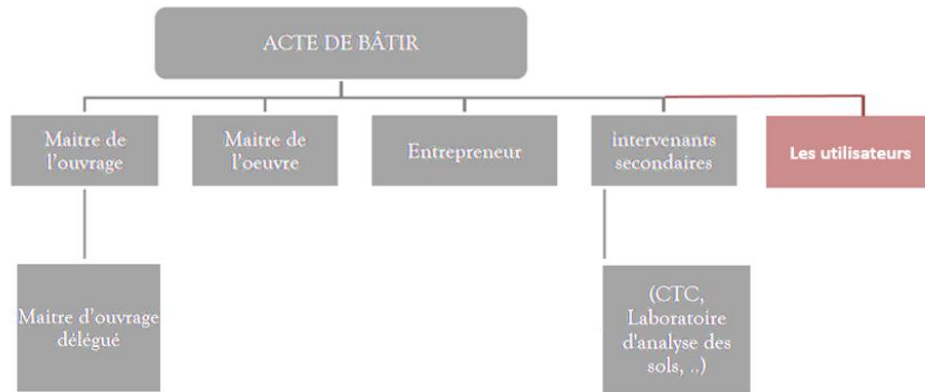 ACTE DE BÂTIR
Maitre de
l'ouvrage
Maitre de
l'oeuvre
Entrepreneur
intervenants
secondaires
Les utilisateurs
Maitre d'ouvrage
délégué
(CTC,
Laboratoire
d'analyse des
sols, ..)